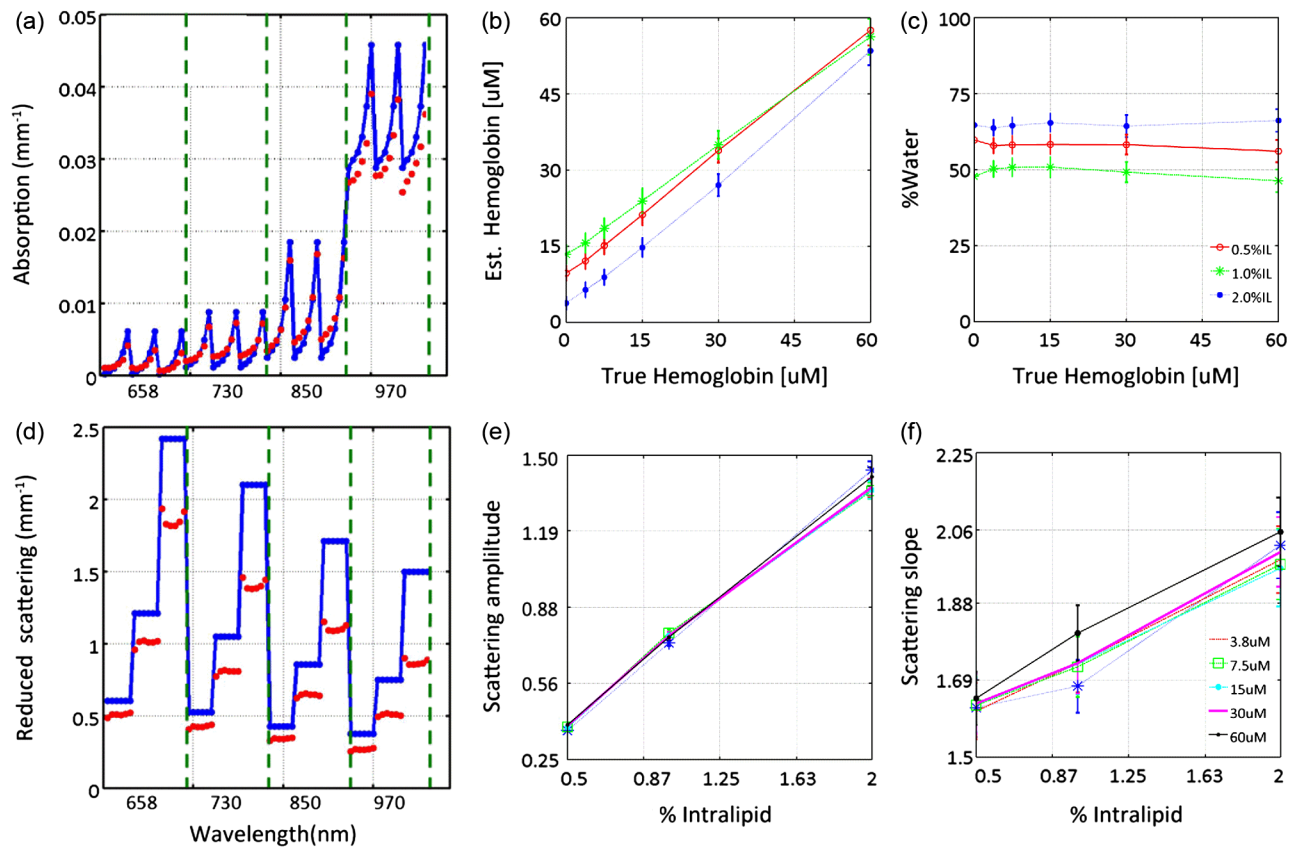 (a)
0.05
0.04
0.03
0.02
0.01
0
Absorption (mm⁻¹)
658 730 850 970
(b)
60
45
30
15
0
Est. Hemoglobin [uM]
0 15 30 45 60
True Hemoglobin [uM]
(c)
100
75
50
25
0
%Water
0.5%IL
1.0%IL
2.0%IL
0 15 30 45 60
True Hemoglobin [uM]
(d)
2.5
2
1.5
1
0.5
0
Reduced scattering (mm⁻¹)
658 730 850 970
Wavelength(nm)
(e)
1.50
1.19
0.88
0.56
0.25
Scattering ampllitude
0.5 0.87 1.25 1.63 2
% Intralipid
(f)
2.25
2.06
1.88
1.69
1.5
Scattering slope
3.8uM
7.5uM
15uM
30uM
60uM
0.5 0.87 1.25 1.63 2
% Intralipid